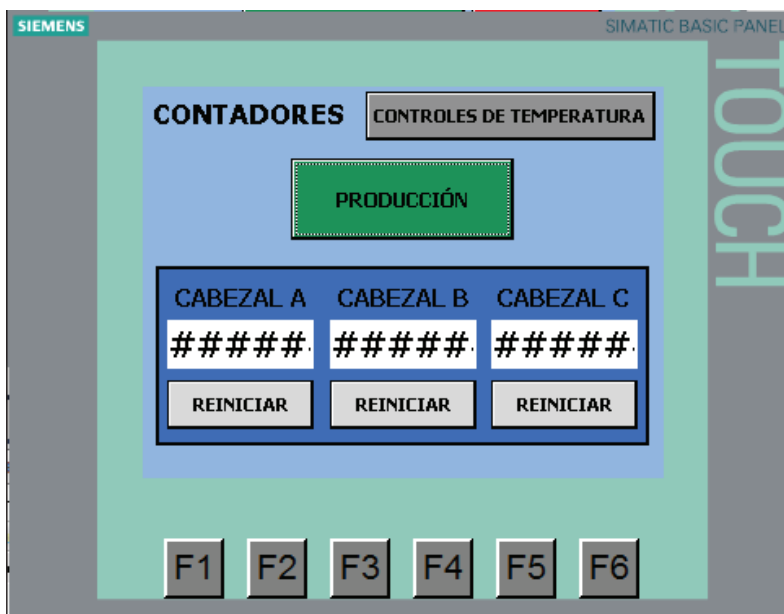 SIEMENS
SIMATIC BASIC PANEL
TOUCH
CONTADORES
CONTROLES DE TEMPERATURA
PRODUCCIÓN
CABEZAL A CABEZAL B CABEZAL C
##### ##### #####
REINICIAR REINICIAR REINICIAR
F1 F2 F3 F4 F5 F6